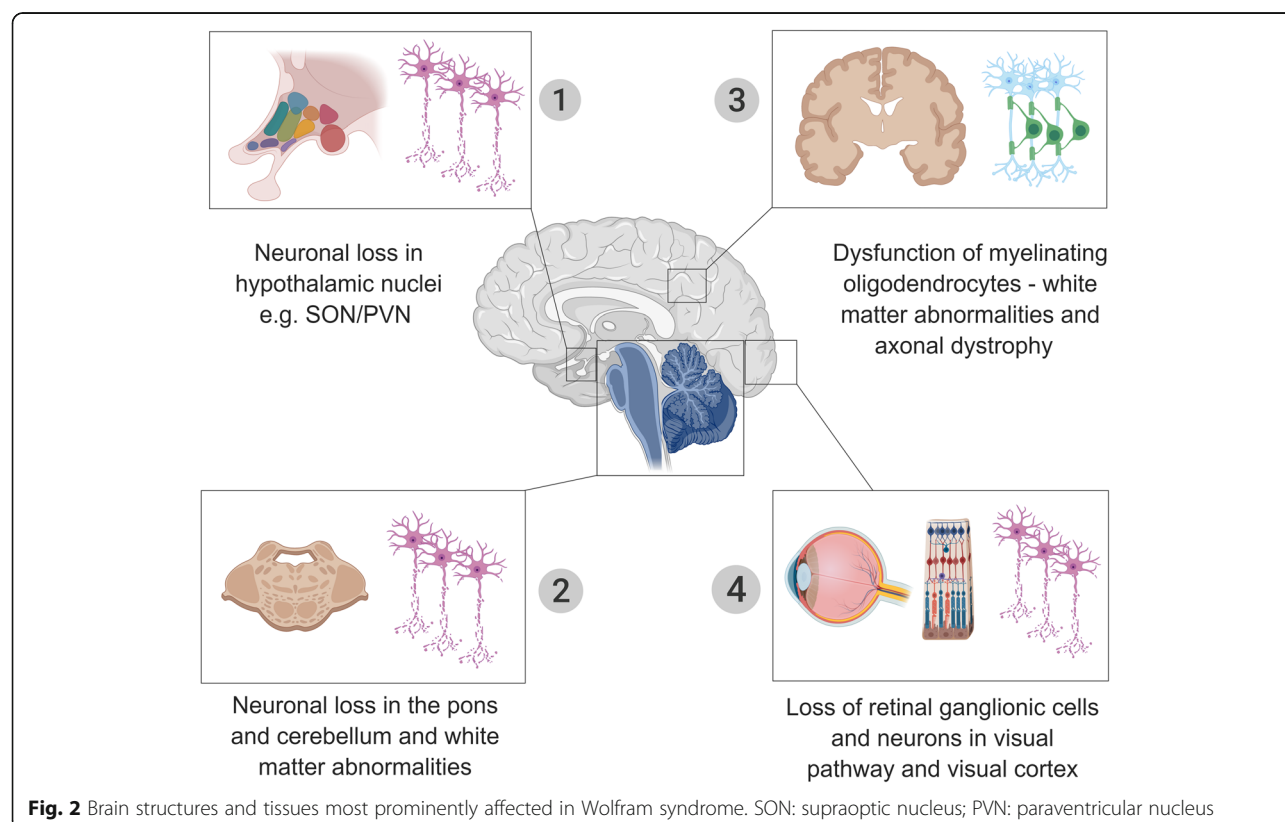 1
Neuronal loss in
hypothalamic nuclei
e.g. SON/PVN
3
Dysfunction of myelinating
oligodendrocytes - white
matter abnormalities and
axonal dystrophy
2
Neuronal loss in the pons
and cerebellum and white
matter abnormalities
4
Loss of retinal ganglionic cells
and neurons in visual
pathway and visual cortex
Fig. 2 Brain structures and tissues most prominently affected in Wolfram syndrome. SON: supraoptic nucleus; PVN: paraventricular nucleus